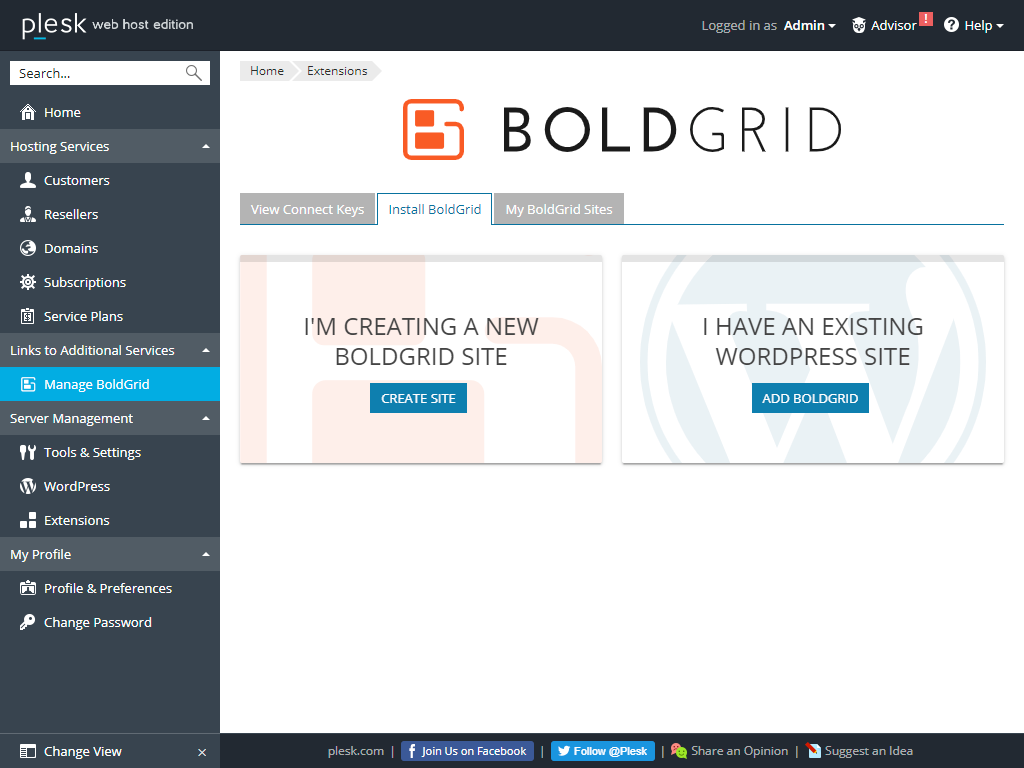 plesk web host edition
Logged in as Admin
Advisor
!
Help
Search...
Home
Hosting Services
Customers
Resellers
Domains
Subscriptions
Service Plans
Links to Additional Services
Manage BoldGrid
Server Management
Tools & Settings
WordPress
Extensions
My Profile
Profile & Preferences
Change Password
Change View
Home
Extensions
BOLDGRID
View Connect Keys
Install BoldGrid
My BoldGrid Sites
I'M CREATING A NEW
BOLDGRID SITE
CREATE SITE
I HAVE AN EXISTING
WORDPRESS SITE
ADD BOLDGRID
plesk.com | Join Us on Facebook | Follow @Plesk | Share an Opinion | Suggest an Idea